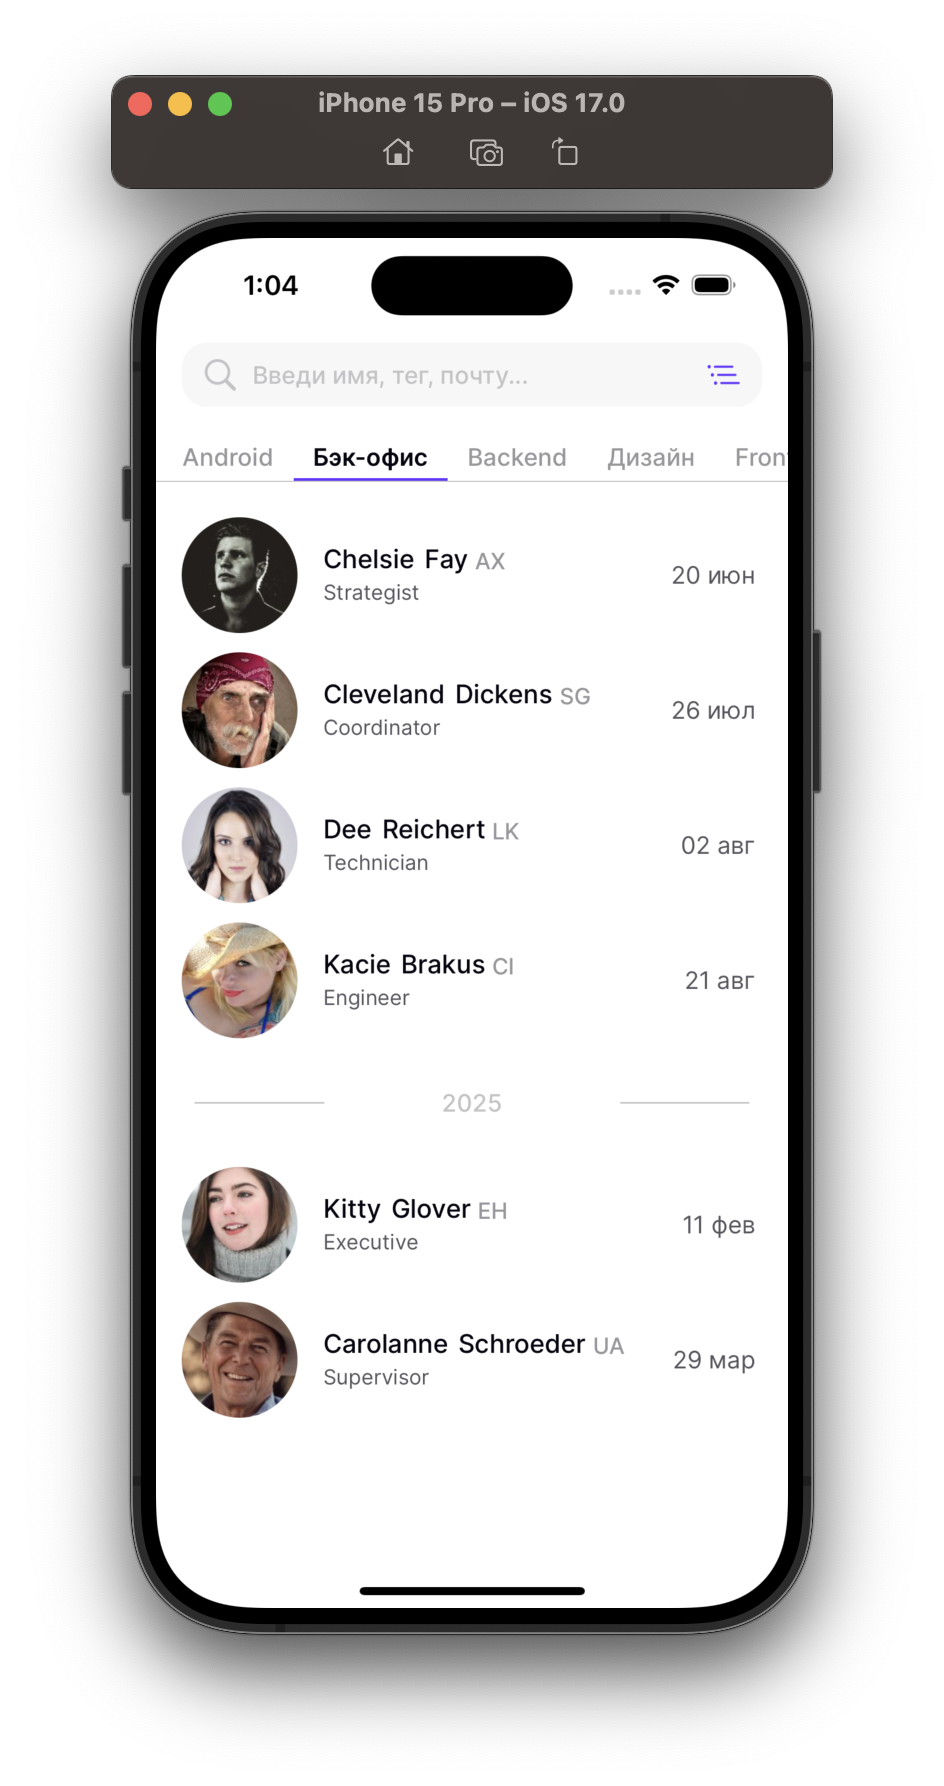 iPhone 15 Pro – iOS 17.0
1:04
Введи имя, тег, почту...
Android Бэк-офис Backend Дизайн Fron
Chelsie Fay AX
Strategist
20 июн
Cleveland Dickens SG
Coordinator
26 июл
Dee Reichert LK
Technician
02 авг
Kacie Brakus CI
Engineer
21 авг
2025
Kitty Glover EH
Executive
11 фев
Carolanne Schroeder UA
Supervisor
29 мар